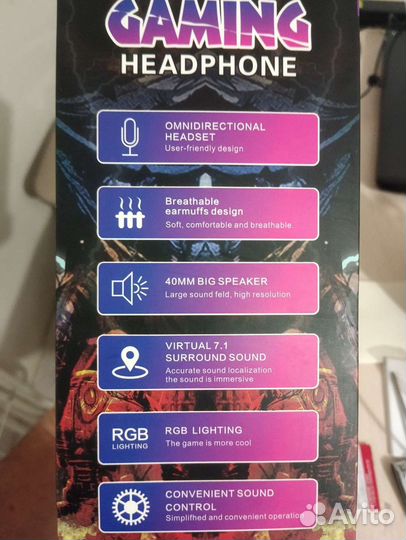 GAMING
HEADPHONE
OMNIDIRECTIONAL
HEADSET
User-friendly design
Breathable
earmuffs design
Soft, comfortable and breathable.
40MM BIG SPEAKER
Large sound feld, high resolution
VIRTUAL 7.1
SURROUND SOUND
Accurate sound localization
the sound is immersive
RGB
LIGHTING
RGB LIGHTING
The game is more cool
CONVENIENT SOUND
CONTROL
Simplifhed and convenient operation
Avito